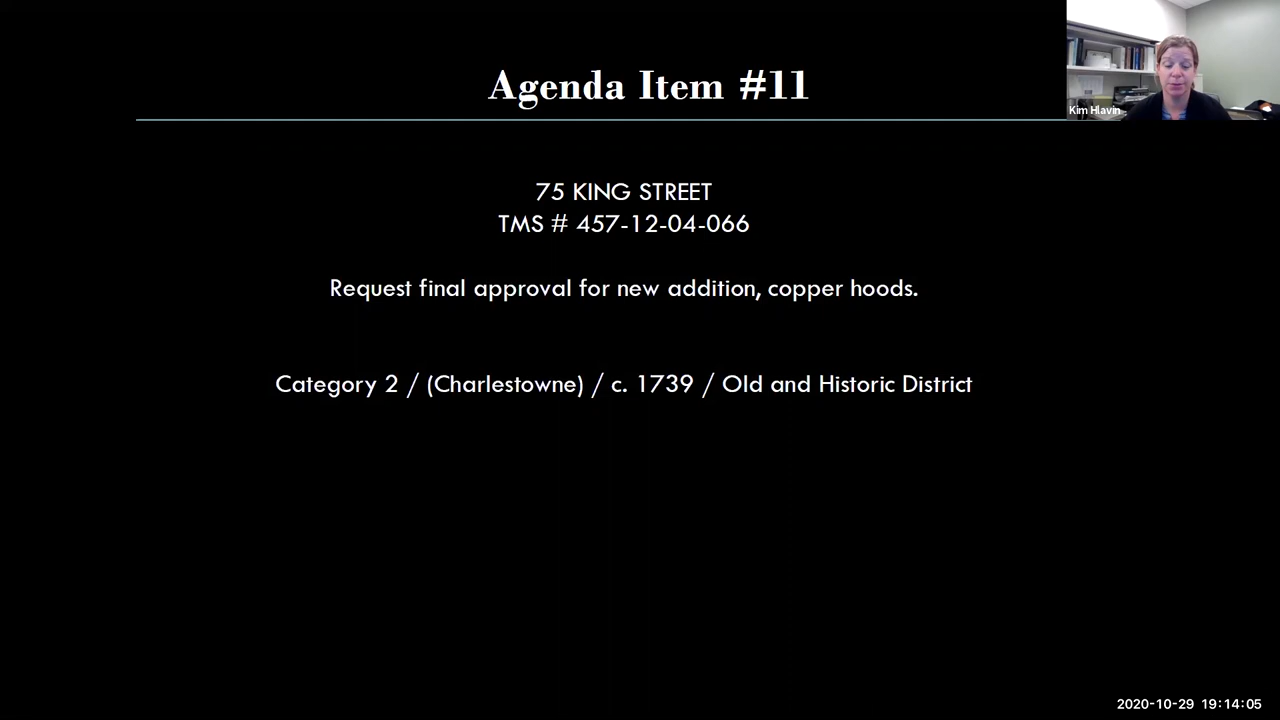 Agenda Item #11
Kim Hlavin
75 KING STREET
TMS # 457-12-04-066
Request final approval for new addition, copper hoods.
Category 2 / (Charlestowne) / c. 1739 / Old and Historic District
2020-10-29 19:14:05